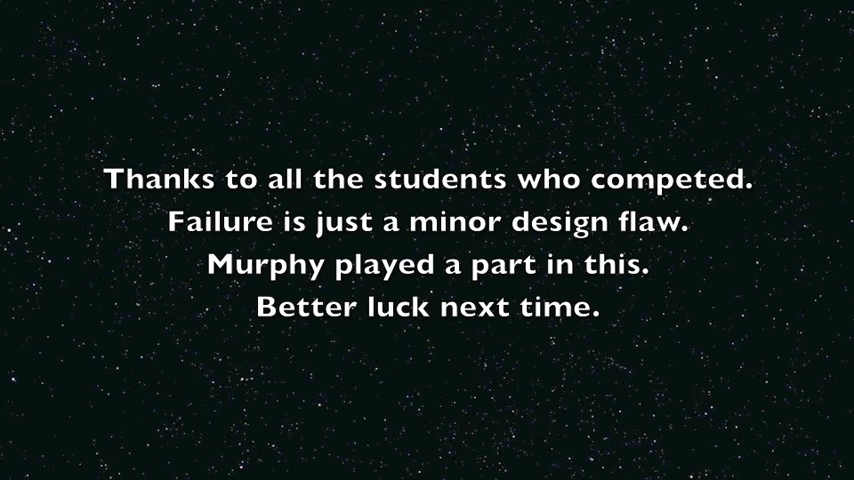 Thanks to all the students who competed.
Failure is just a minor design flaw.
Murphy played a part in this.
Better luck next time.